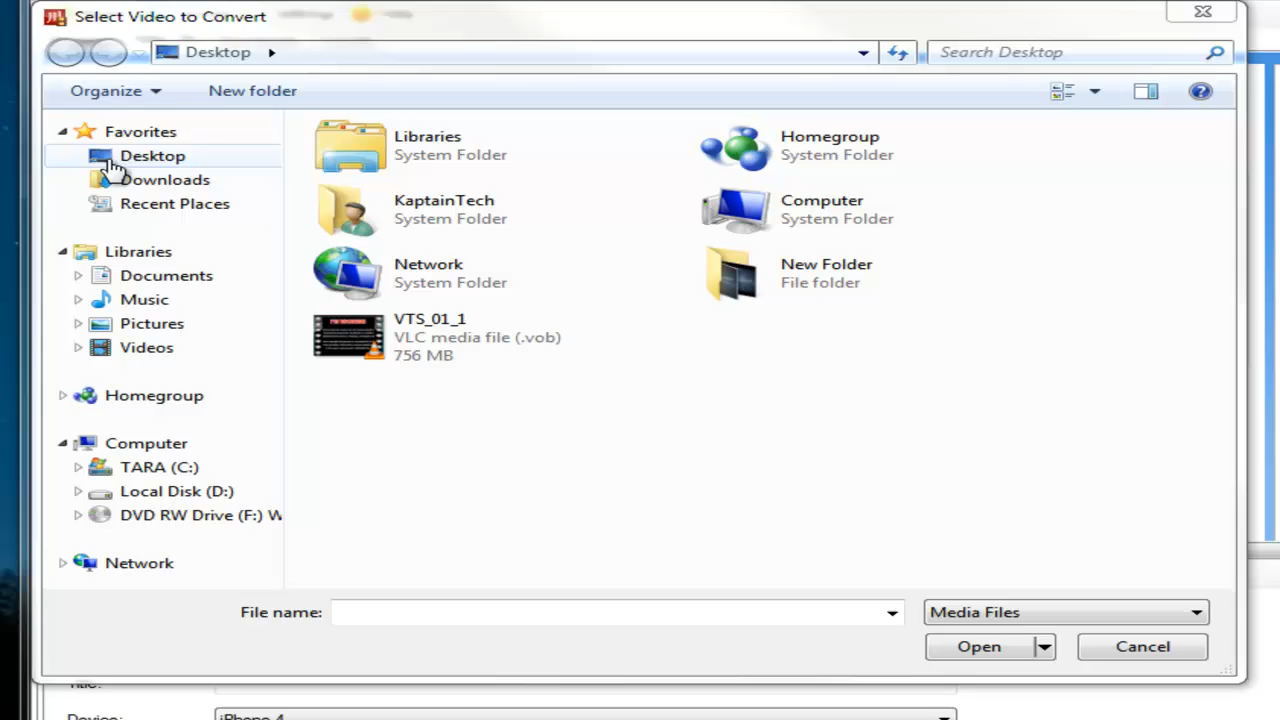 Select Video to Convert
Desktop
Search Desktop
Organize
New folder
Favorites
Desktop
Downloads
Recent Places
Libraries
Documents
Music
Pictures
Videos
Homegroup
Computer
TARA (C:)
Local Disk (D:)
DVD RW Drive (F:) W
Network
Libraries
System Folder
Homegroup
System Folder
KaptainTech
System Folder
Computer
System Folder
Network
System Folder
New Folder
File folder
VTS_01_1
VLC media file (.vob)
756 MB
File name:
Media Files
Open
Cancel
Title:
Device:
iPhone 4